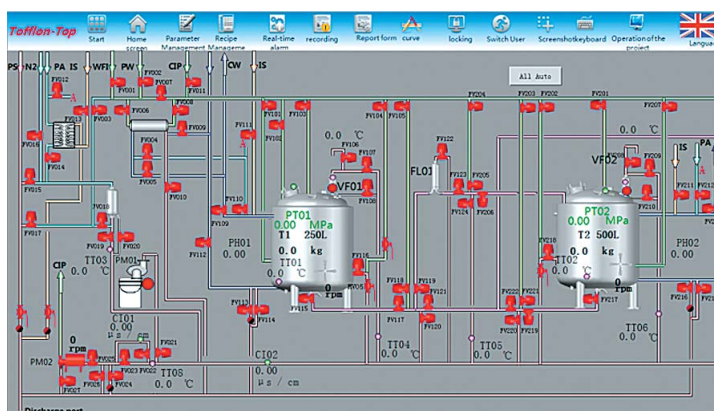 Tofflon-Top
Start
Home screen
Parameter Management
Recipe Manageme
Real-time alarm
recording
Report form
curve
locking
Switch User
Screenshot
keyboard
Operation of the project
Langua
PS
N2
PA
IS
WFI
PW
CIP
CW
IS
All Auto
FV012
FV002
FV007
FV011
FV001
FV013
FV003
FV006
FV008
FV009
FV016
FV014
FV004
FV005
FV010
FV015
FV017
FV018
FV019
FV020
FV111
FV101
FV102
FV103
FV104
FV105
0.0 ℃
FV106
FV107
FV108
VF01
FV110
FV109
FV112
PH01
0.00
PT01
0.00 MPa
T1 250L
0.0 kg
TT01
0.0 ℃
0
rpm
FV116
FV122
FL01
FV123
FV205
FV124
FV206
FV204
FV203
FV202
FV201
FV207
0.0 ℃
VF02
FV208
FV209
FV210
IS
PA
FV211
FV212
FV218
PT02
0.00 MPa
T2 500L
0.0 kg
TT02
0.0 ℃
0
rpm
PH02
0.00
TT03
0.0 ℃
PM01
CIP
CI01
0.00
μs / cm
FV113
FV114
FV115
FV118
FV119
FV121
FV117
FV120
FV222
FV221
FV220
FV219
FV217
FV216
0
rpm
PM02
FV025
FV023
FV021
FV022
FV026
FV024
FV027
TT08
0.0 ℃
CI02
0.00
μs / cm
TT04
0.0 ℃
TT05
0.0 ℃
TT06
0.0 ℃
Discharge port